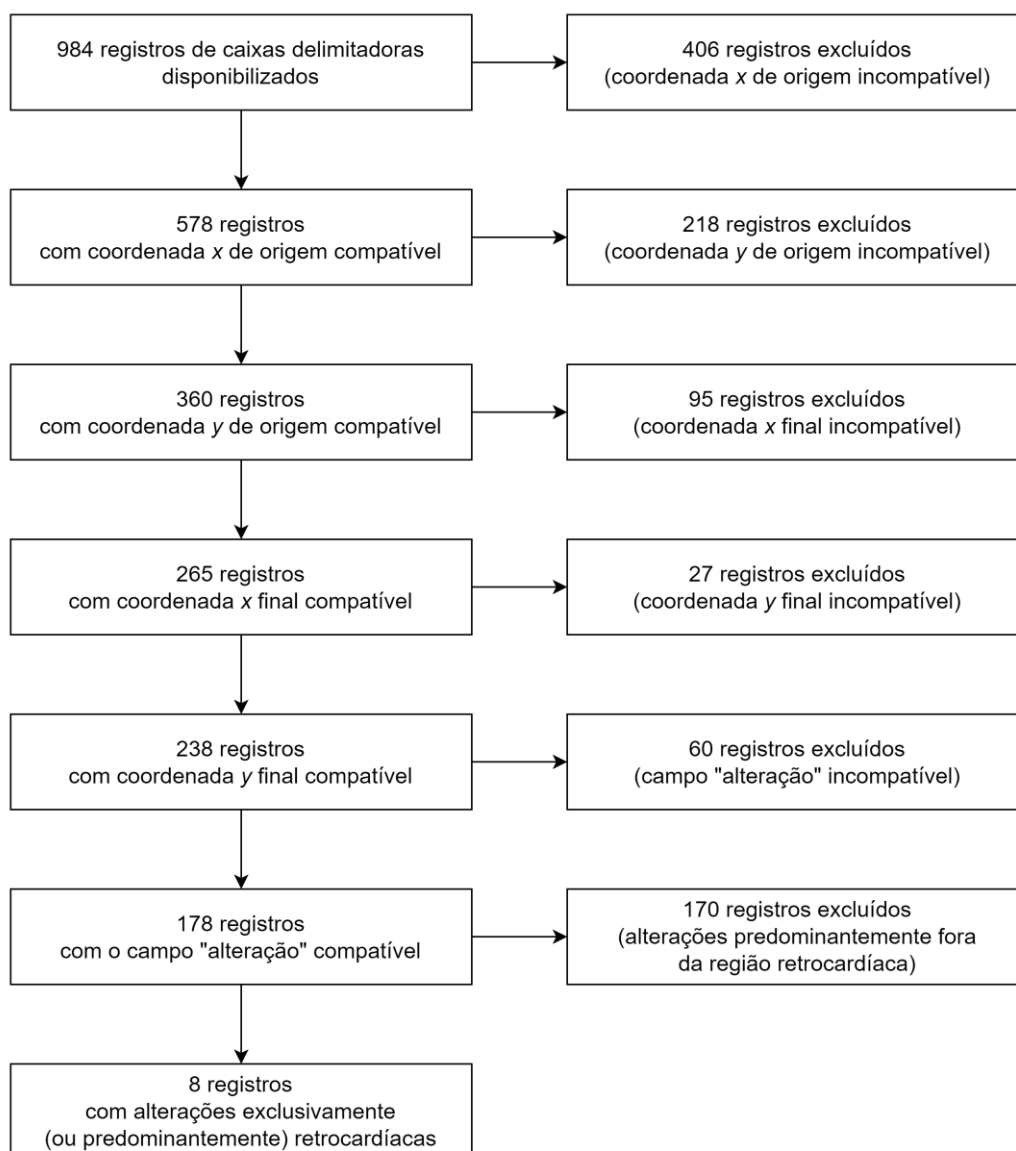 984 registros de caixas delimitadoras
disponibilizados
406 registros excluídos
(coordenada x de origem incompatível)
578 registros
com coordenada x de origem compatível
218 registros excluídos
(coordenada y de origem incompatível)
360 registros
com coordenada y de origem compatível
95 registros excluídos
(coordenada x final incompatível)
265 registros
com coordenada x final compatível
27 registros excluídos
(coordenada y final incompatível)
238 registros
com coordenada y final compatível
60 registros excluídos
(campo "alteração" incompatível)
178 registros
com o campo "alteração" compatível
170 registros excluídos
(alterações predominantemente fora
da região retrocardíaca)
8 registros
com alterações exclusivamente
(ou predominantemente) retrocardíacas